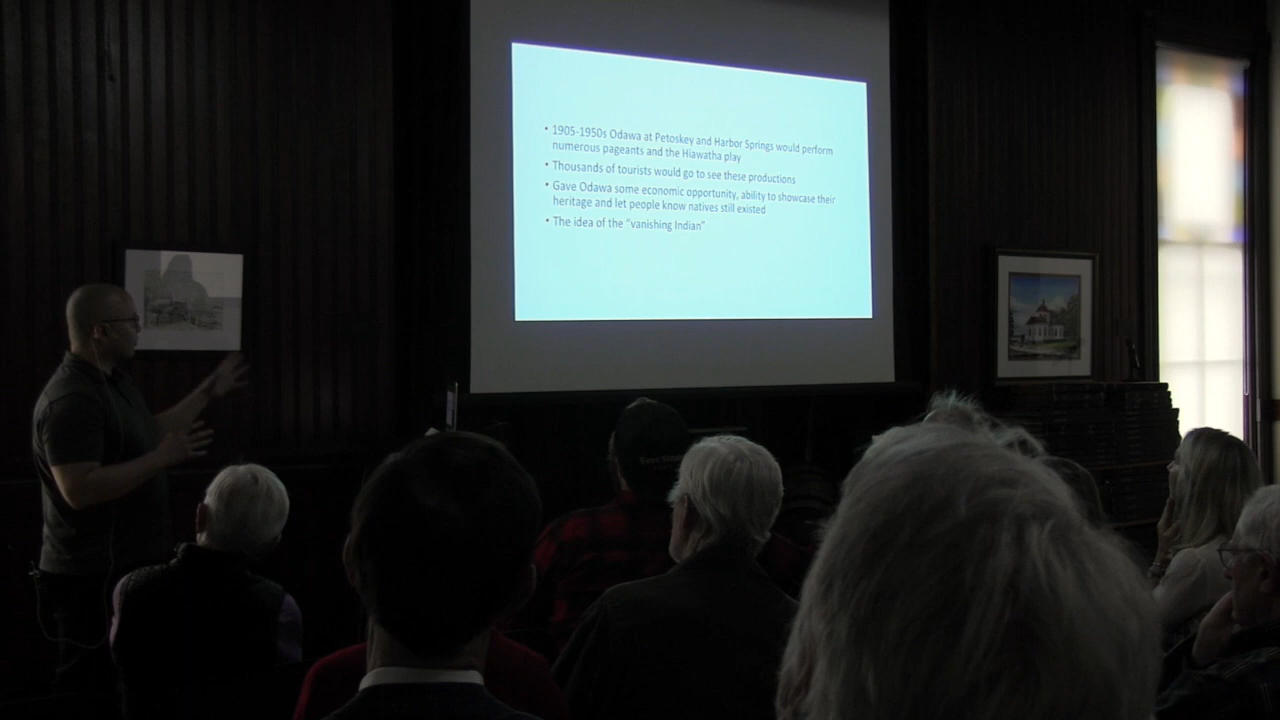 • 1905-1950s Odawa at Petoskey and Harbor Springs would perform
numerous pageants and the Hiawatha play
• Thousands of tourists would go to see these productions
• Gave Odawa some economic opportunity, ability to showcase their
heritage and let people know natives still existed
• The idea of the “vanishing Indian”